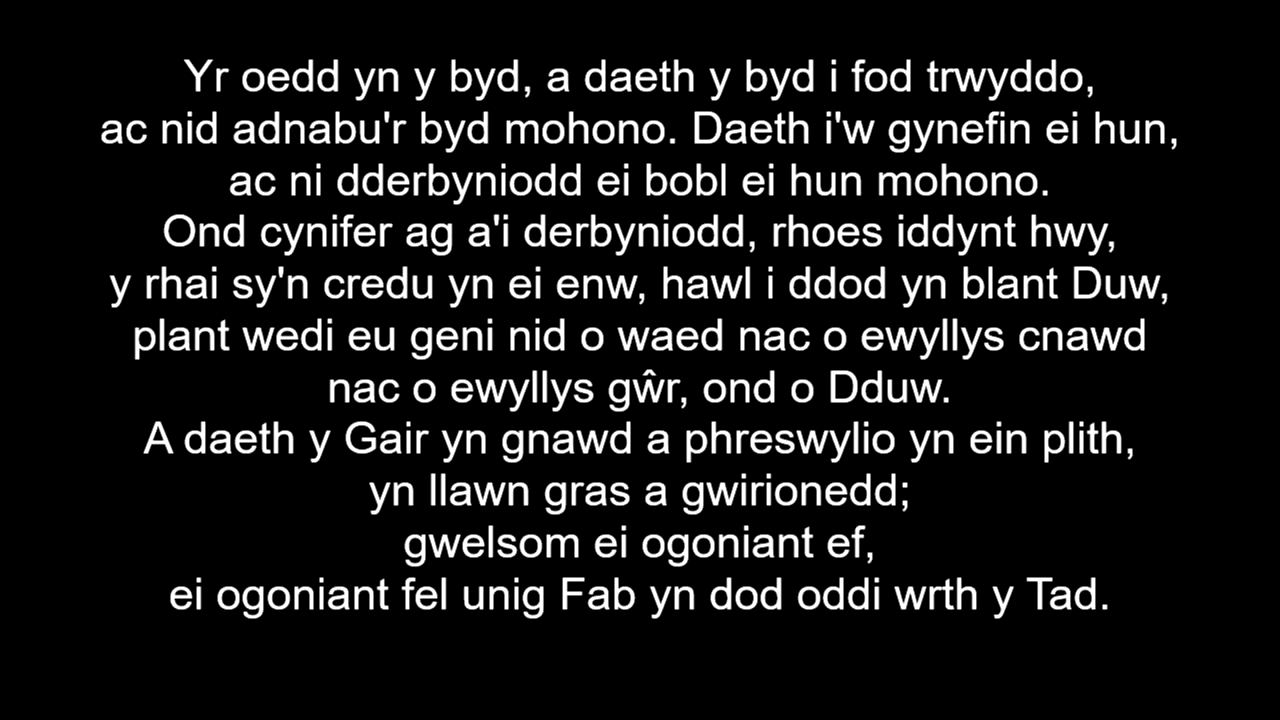 Yr oedd yn y byd, a daeth y byd i fod trwyddo,
ac nid adnabu'r byd mohono. Daeth i'w gynefin ei hun,
ac ni dderbyniodd ei bobl ei hun mohono.
Ond cynifer ag a'i derbyniodd, rhoes iddynt hwy,
y rhai sy'n credu yn ei enw, hawl i ddod yn blant Duw,
plant wedi eu geni nid o waed nac o ewyllys cnawd
nac o ewyllys gŵr, ond o Dduw.
A daeth y Gair yn gnawd a phreswylio yn ein plith,
yn llawn gras a gwirionedd;
gwelsom ei ogoniant ef,
ei ogoniant fel unig Fab yn dod oddi wrth y Tad.